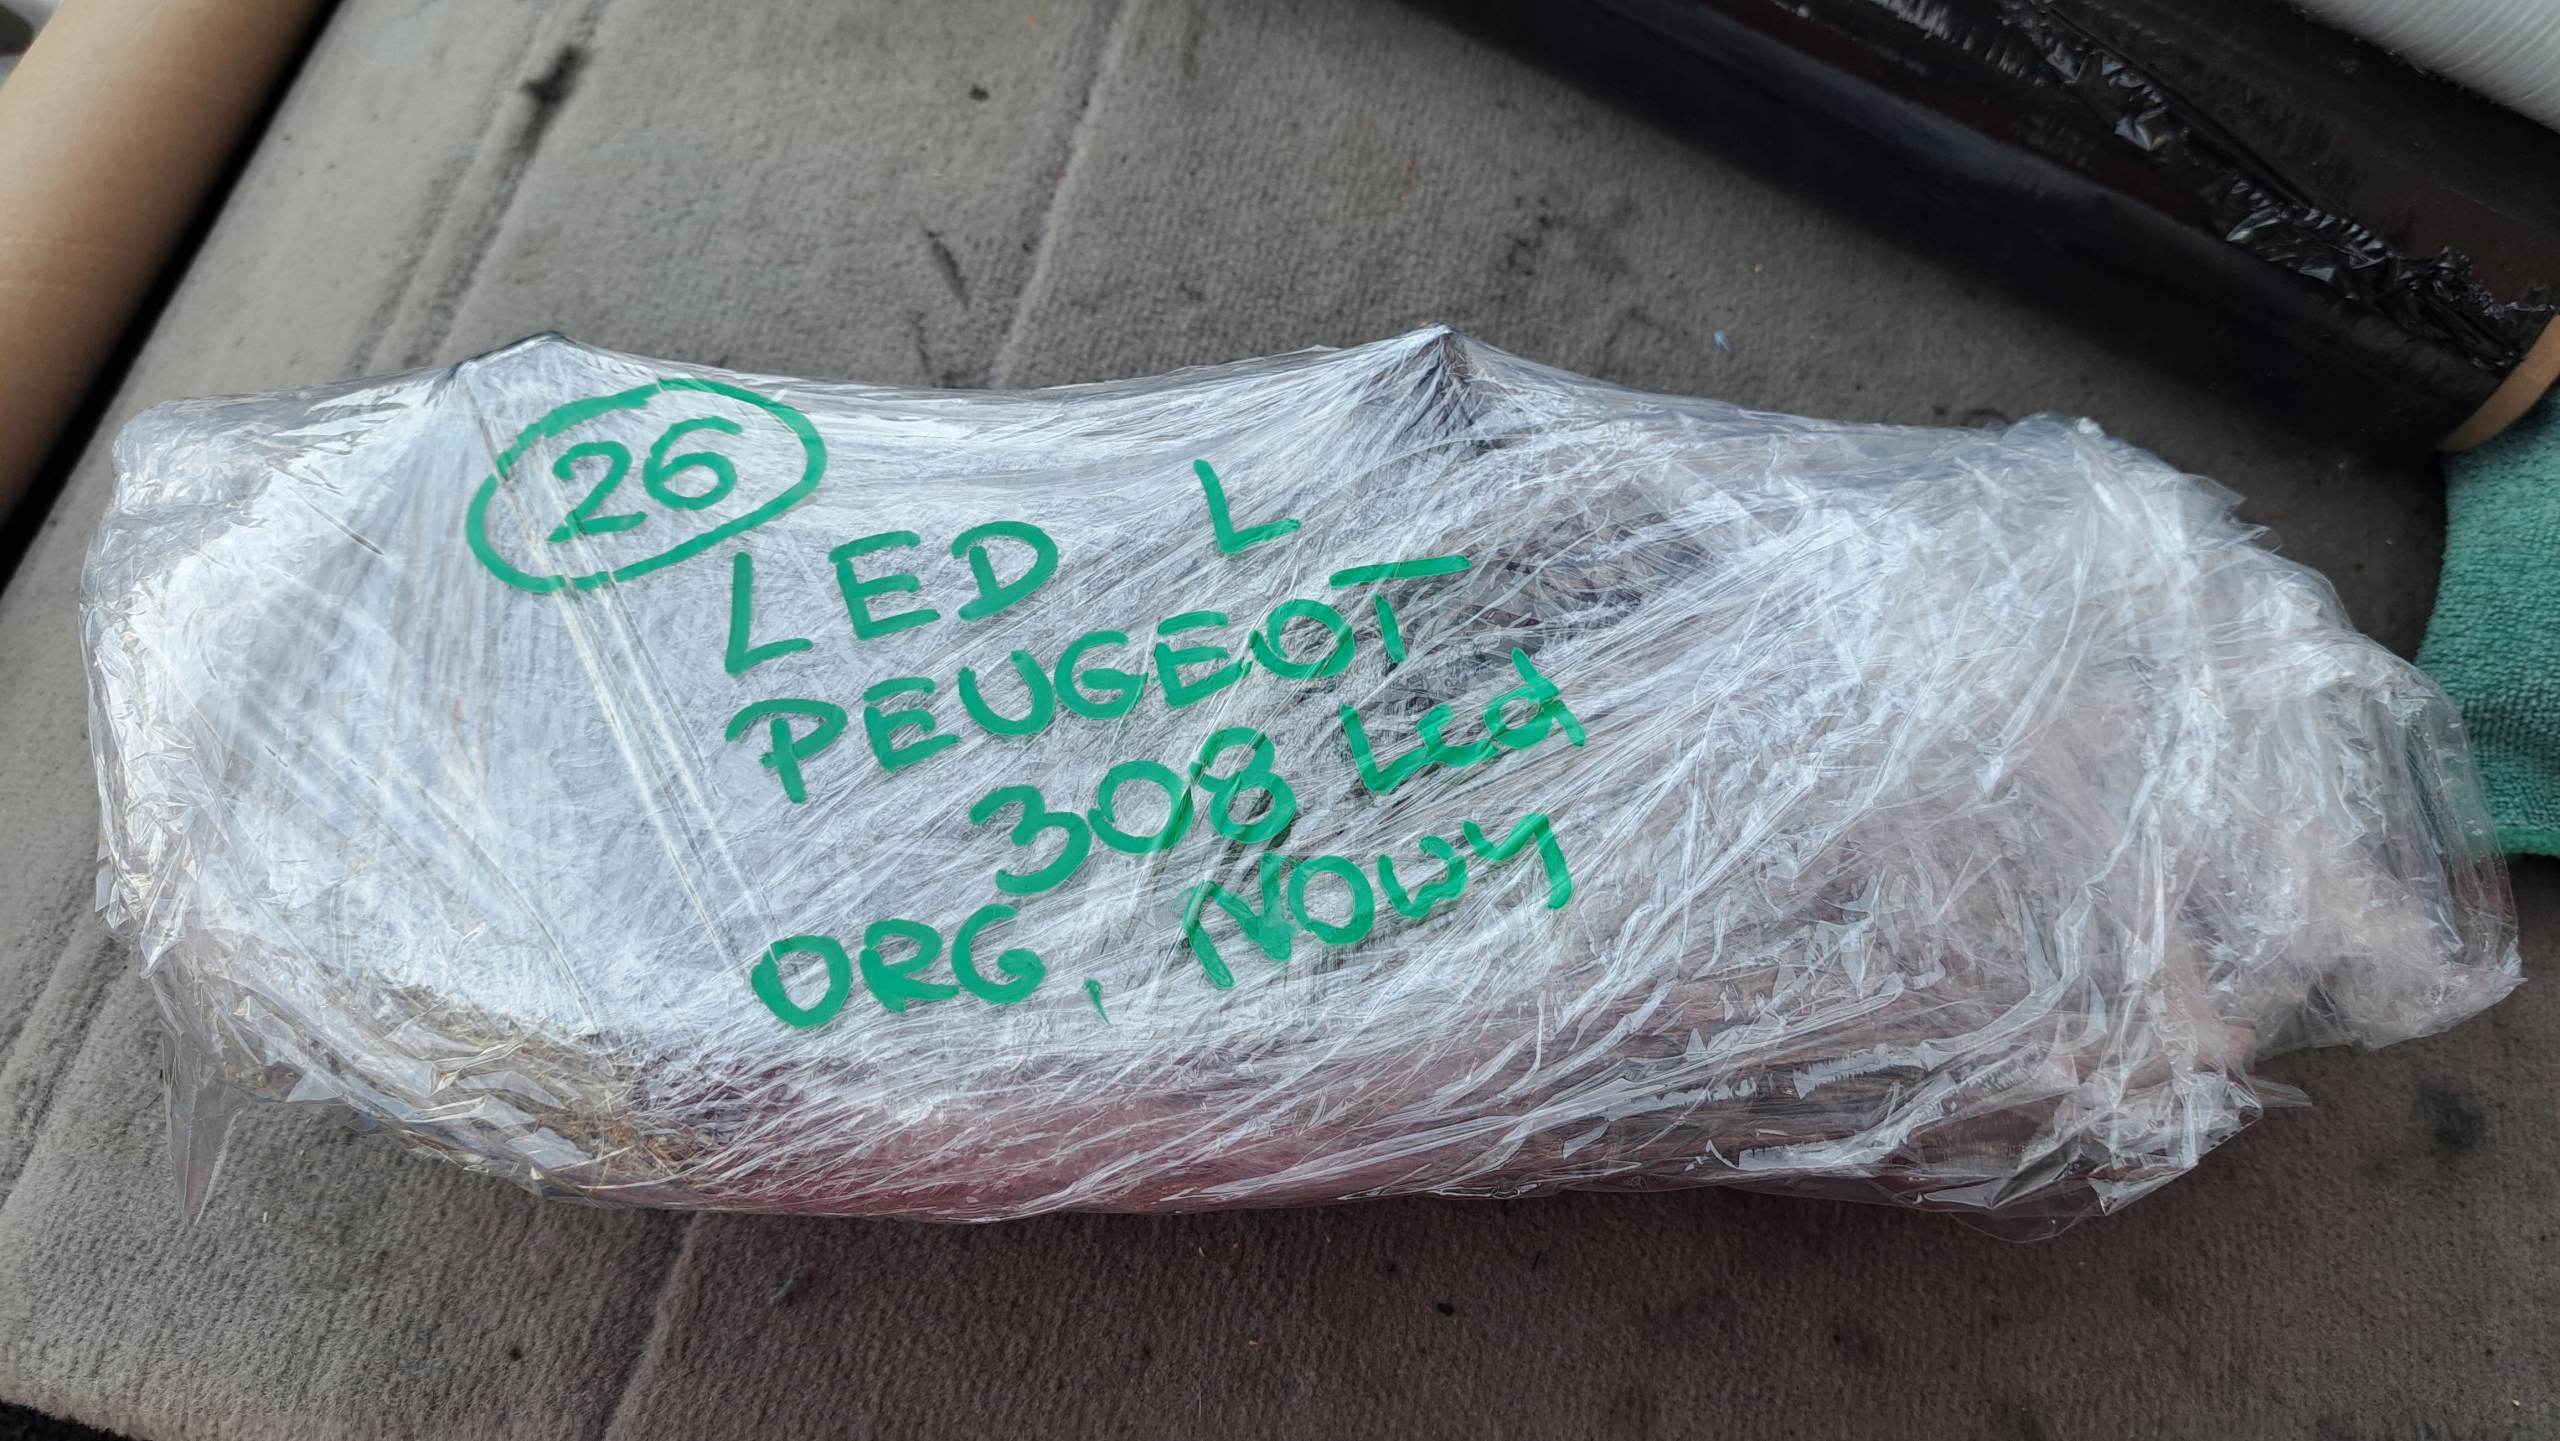 26
LED L
PEUGEOT
308 Led
ORG, NOWY